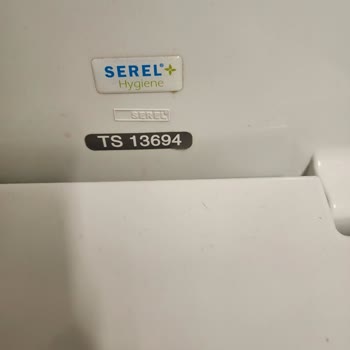 SEREL®+
Hygiene
SEREL
TS 13694